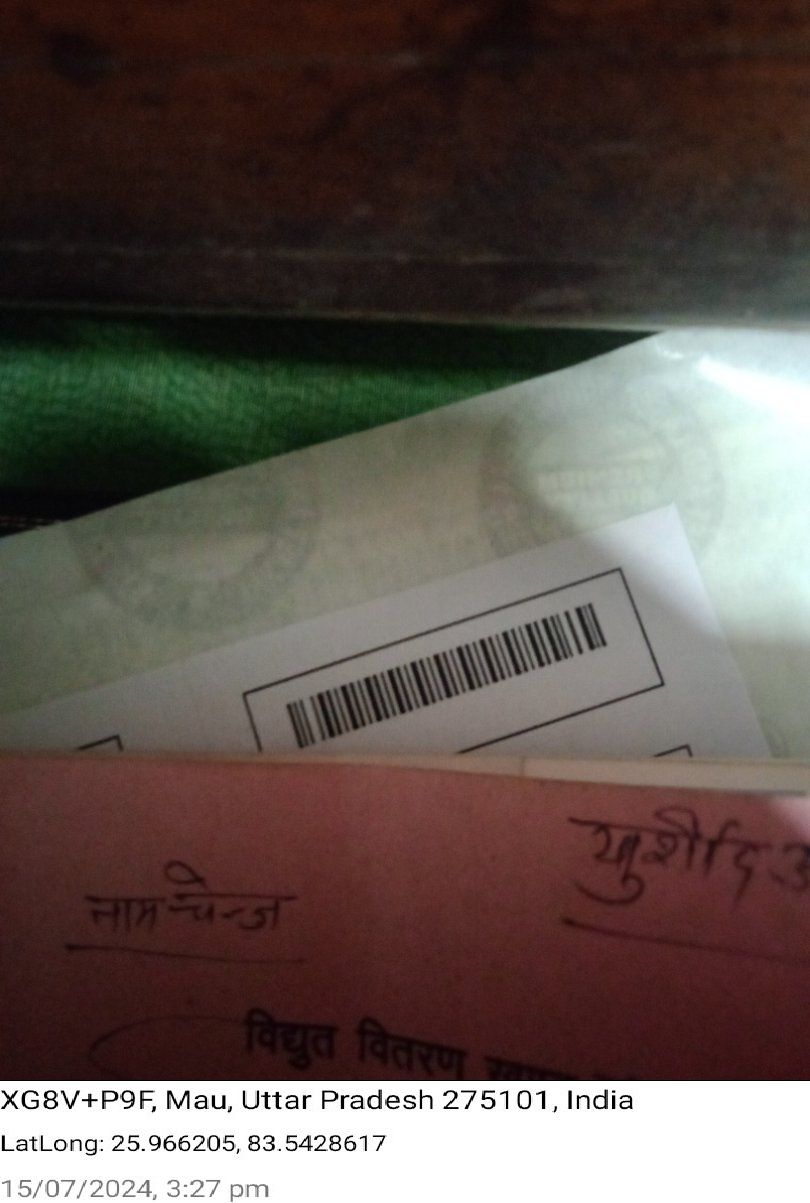 नाम चेन्ज
विद्युत वितरण
XG8V+P9F, Mau, Uttar Pradesh 275101, India
LatLong: 25.966205, 83.5428617
15/07/2024, 3:27 pm